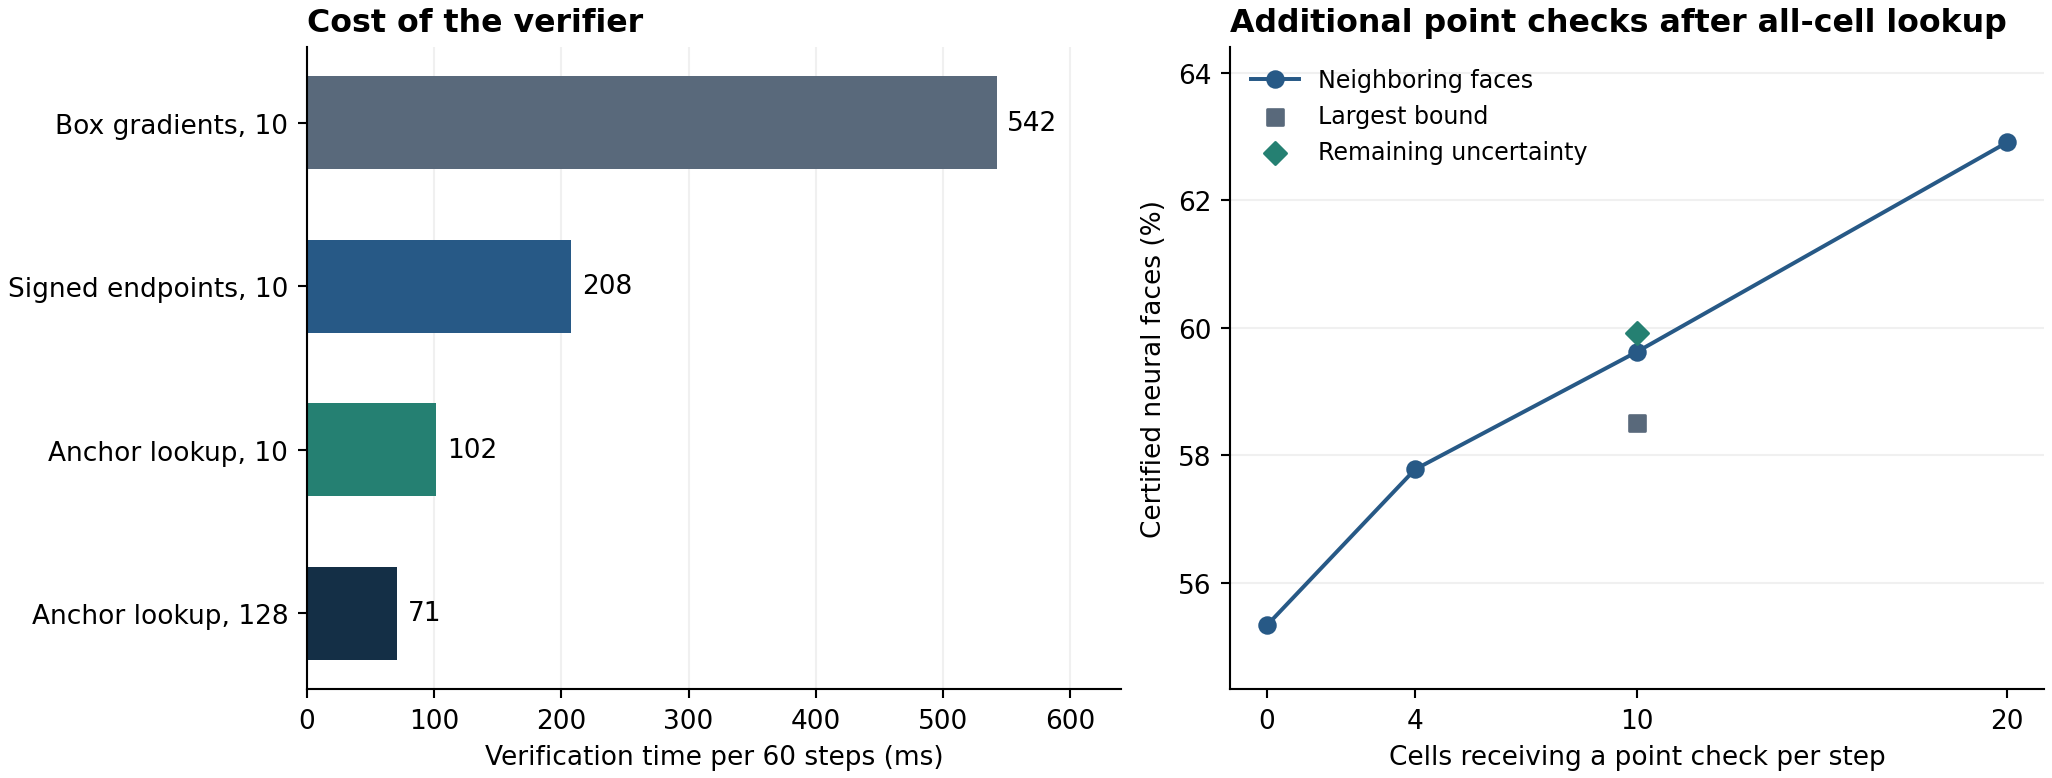 Cost of the verifier
Box gradients, 10
542
Signed endpoints, 10
208
Anchor lookup, 10
102
Anchor lookup, 128
71
0 100 200 300 400 500 600
Verification time per 60 steps (ms)
Additional point checks after all-cell lookup
Neighboring faces
Largest bound
Remaining uncertainty
Certified neural faces (%)
64
62
60
58
56
0 4 10 20
Cells receiving a point check per step